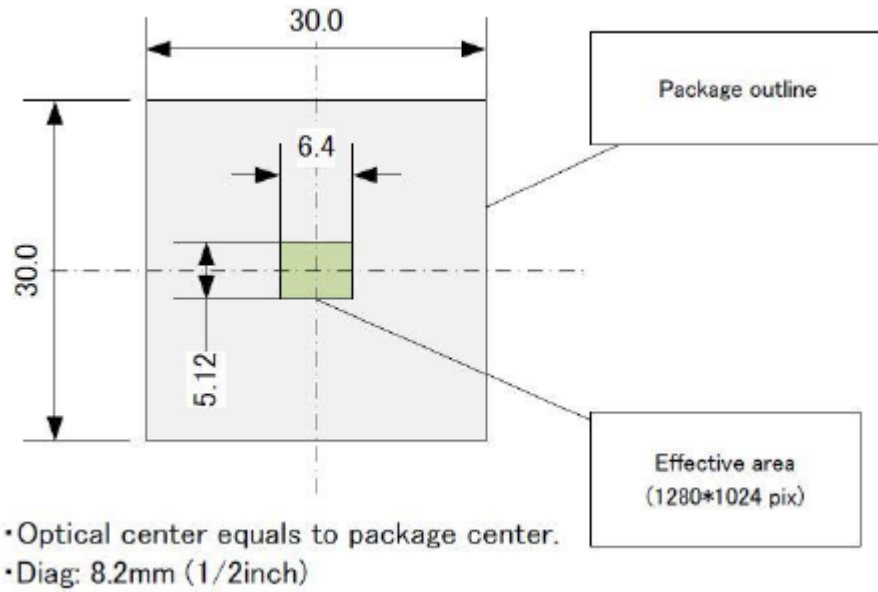 30.0
Package outline
6.4
30.0
5.12
Effective area
(1280*1024 pix)
・Optical center equals to package center.
・Diag: 8.2mm (1/2inch)